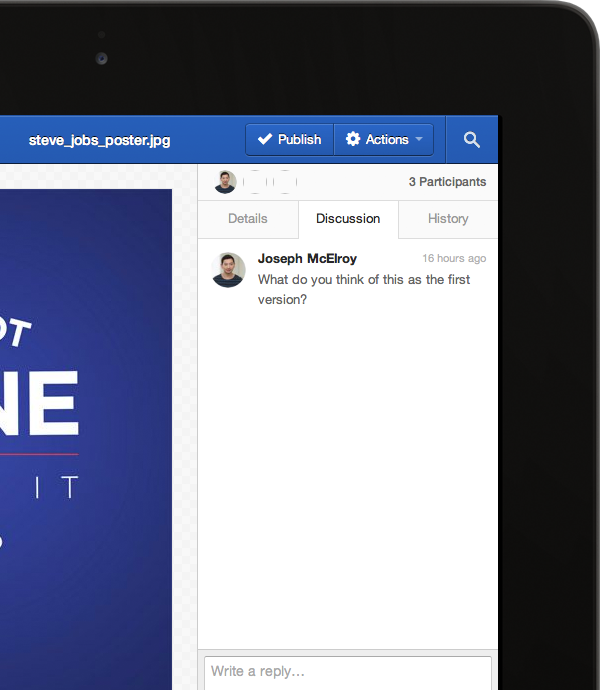 steve_jobs_poster.jpg
Publish
Actions
3 Participants
Details
Discussion
History
Joseph McElroy
16 hours ago
What do you think of this as the first
version?
OT
NE
IT
Write a reply…